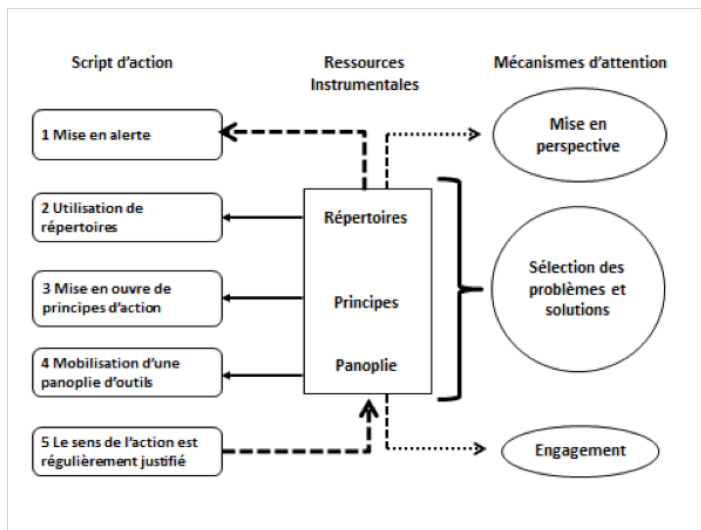 Script d'action
Ressources
Instrumentales
Mécanismes d'attention
1 Mise en alerte
Mise en
perspective
2 Utilisation de
répertoires
Répertoires
3 Mise en ouvre de
principes d'action
Principes
Sélection des
problèmes et
solutions
4 Mobilisation d'une
panoplie d'outils
Panoplie
5 Le sens de l'action est
régulièrement justifié
Engagement